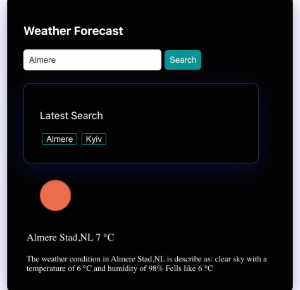 Weather Forecast
Almere
Search
Latest Search
Almere
Kyiv
Almere Stad,NL 7 °C
The weather condition in Almere Stad,NL is describe as: clear sky with a
temperature of 6 °C and humidity of 98% Fells like 6 °C